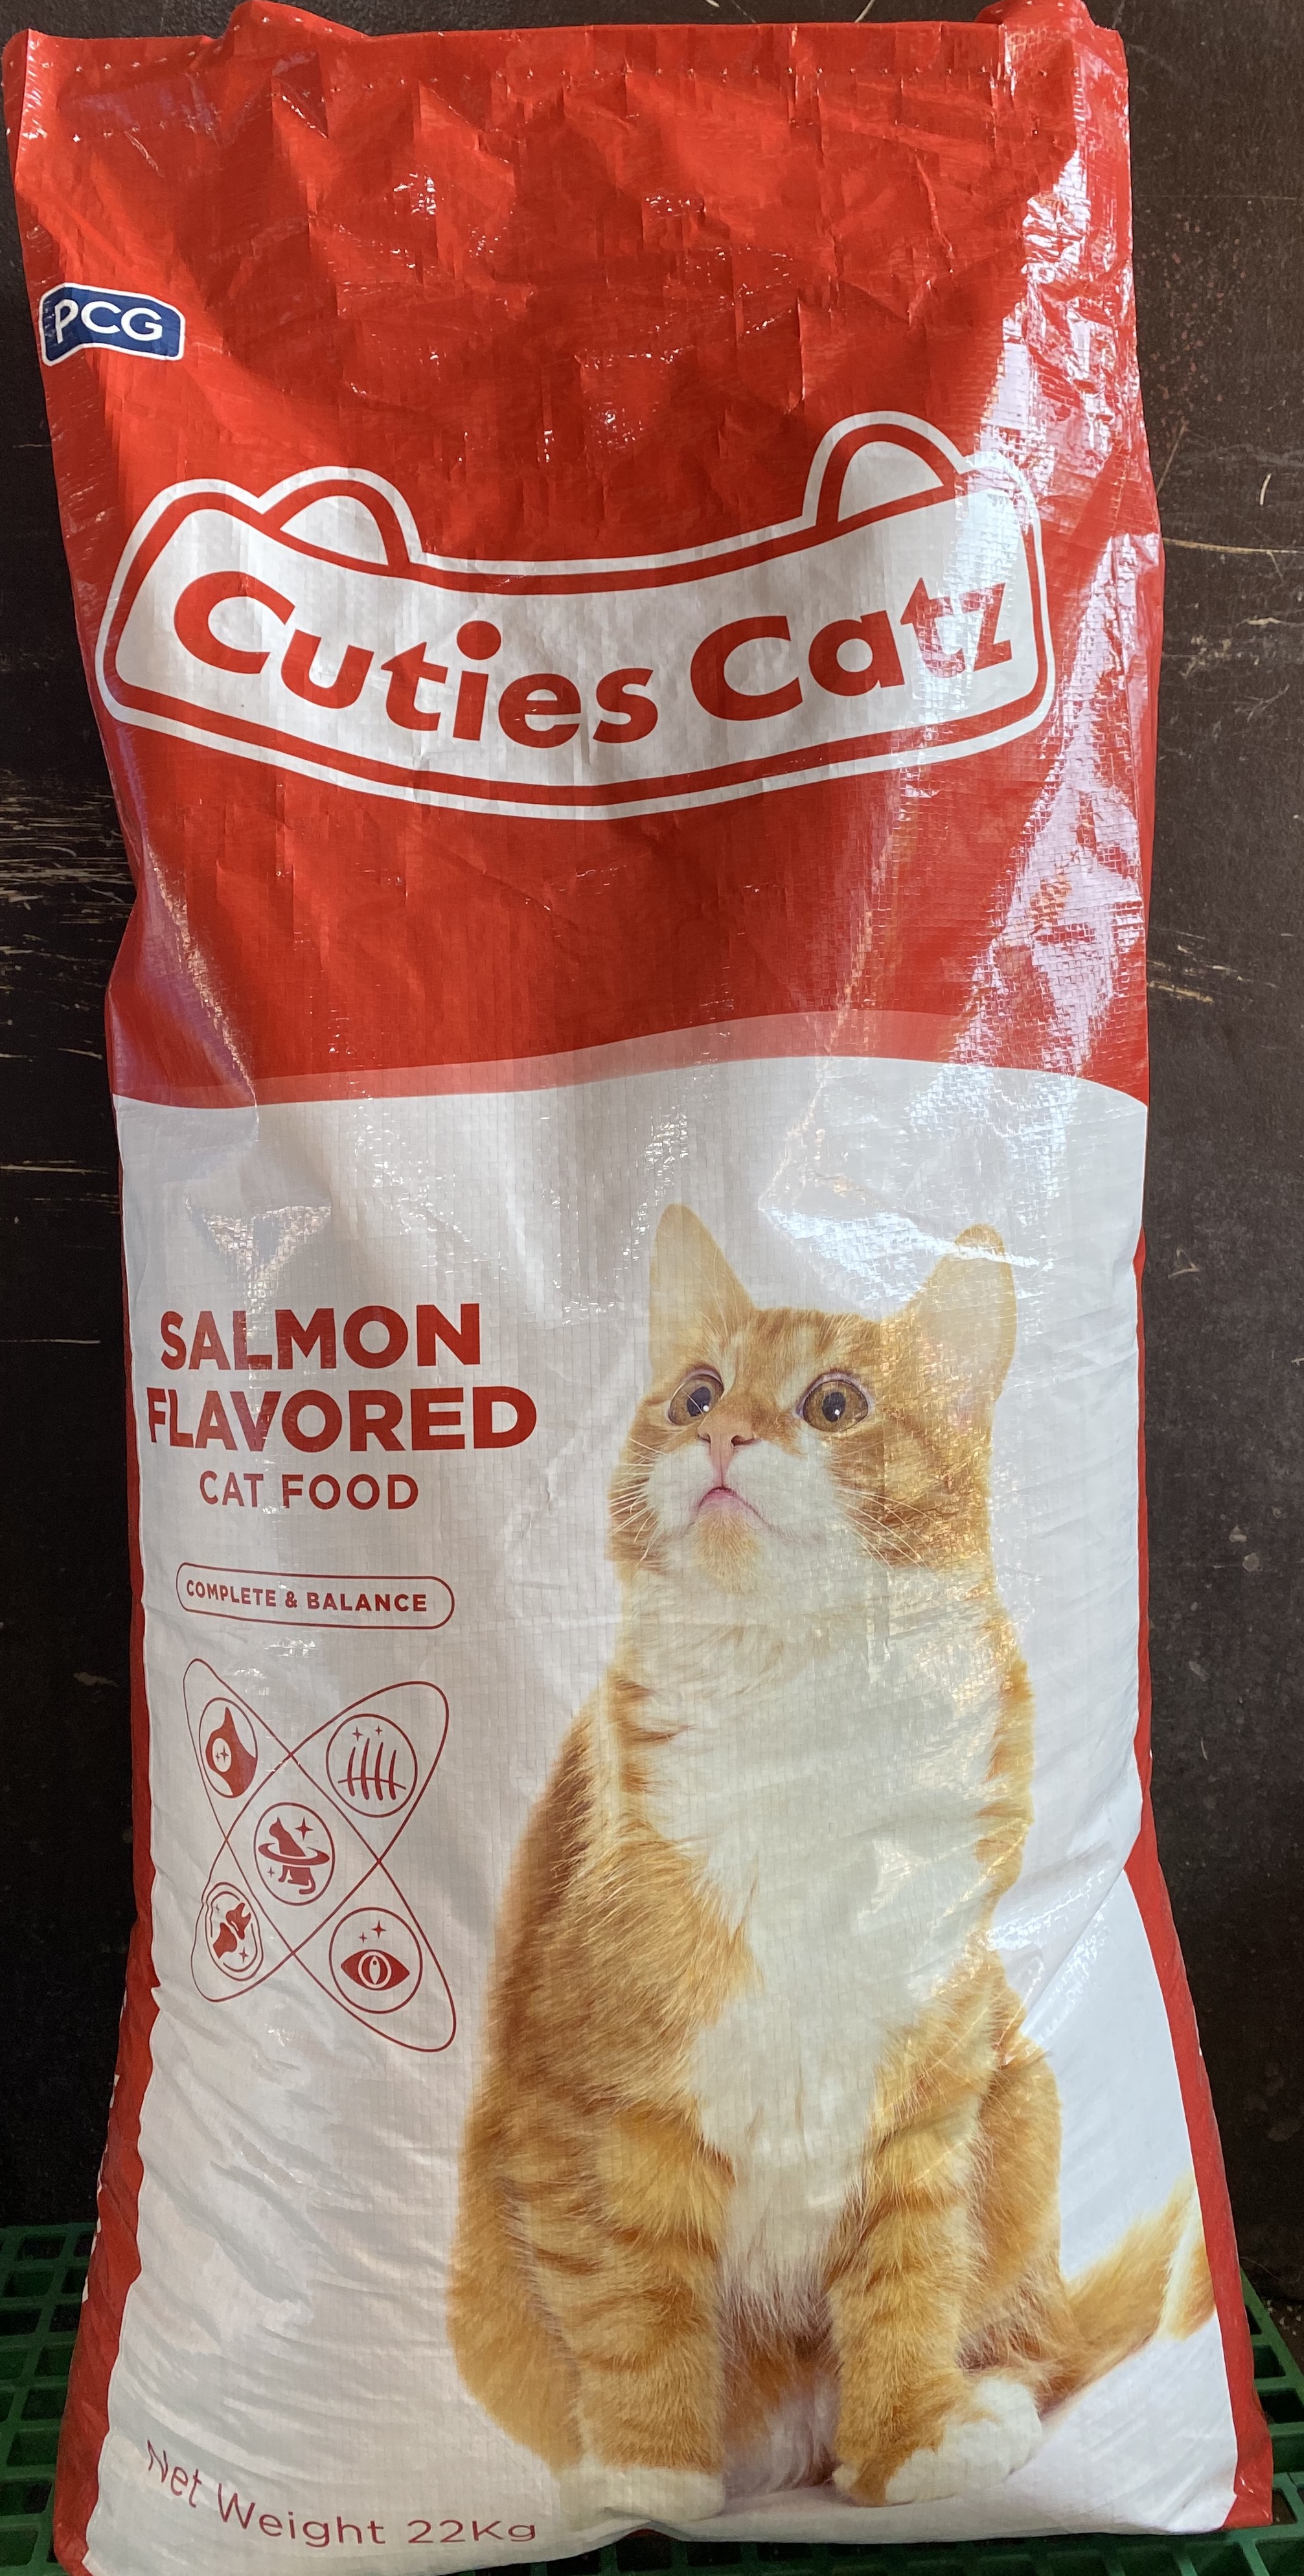 PCG
Cuties Catz
SALMON
FLAVORED
CAT FOOD
COMPLETE & BALANCE
Net Weight 22Kg